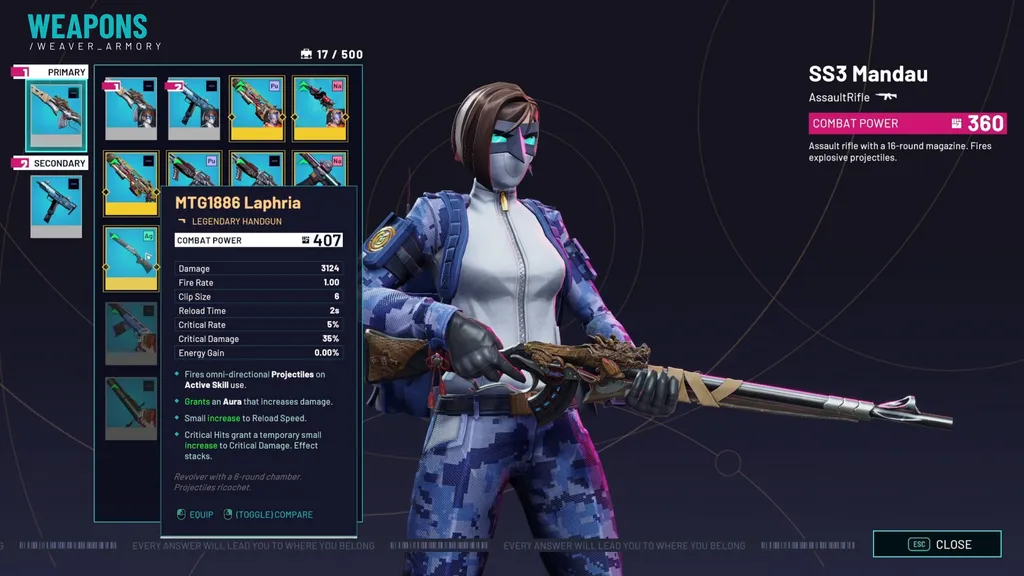 WEAPONS
/WEAVER_ARMORY
17 / 500
1 PRIMARY
2 SECONDARY
1
2
Pu
Na
Pu
Na
Ag
MTG1886 Laphria
LEGENDARY HANDGUN
COMBAT POWER 407
Damage 3124
Fire Rate 1.00
Clip Size 6
Reload Time 2s
Critical Rate 5%
Critical Damage 35%
Energy Gain 0.00%
Fires omni-directional Projectiles on
Active Skill use.
Grants an Aura that increases damage.
Small increase to Reload Speed.
Critical Hits grant a temporary small
increase to Critical Damage. Effect
stacks.
Revolver with a 6-round chamber.
Projectiles ricochet.
EQUIP (TOGGLE) COMPARE
SS3 Mandau
AssaultRifle
COMBAT POWER 360
Assault rifle with a 16-round magazine. Fires
explosive projectiles.
EVERY ANSWER WILL LEAD YOU TO WHERE YOU BELONG
EVERY ANSWER WILL LEAD YOU TO WHERE YOU BELONG
ESC CLOSE